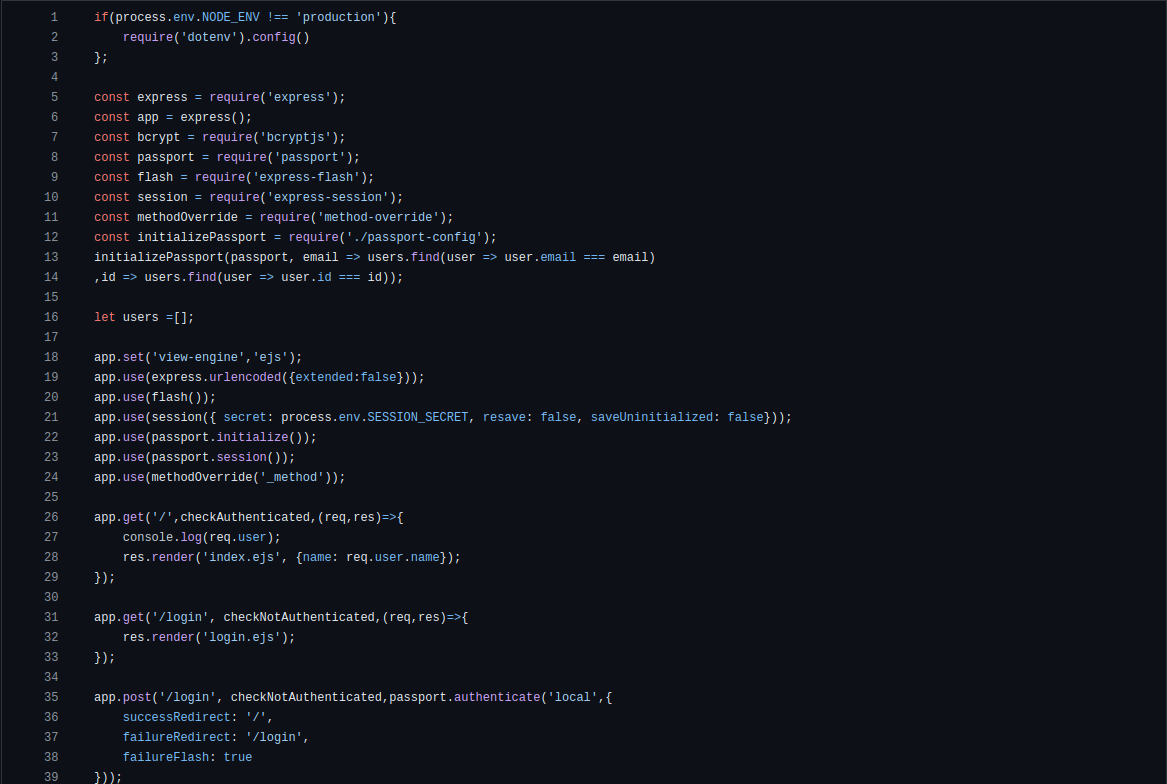 1 if(process.env.NODE_ENV !== 'production'){
2     require('dotenv').config()
3 };
4
5 const express = require('express');
6 const app = express();
7 const bcrypt = require('bcryptjs');
8 const passport = require('passport');
9 const flash = require('express-flash');
10 const session = require('express-session');
11 const methodOverride = require('method-override');
12 const initializePassport = require('./passport-config');
13 initializePassport(passport, email => users.find(user => user.email === email)
14 ,id => users.find(user => user.id === id));
15
16 let users =[];
17
18 app.set('view-engine','ejs');
19 app.use(express.urlencoded({extended:false}));
20 app.use(flash());
21 app.use(session({ secret: process.env.SESSION_SECRET, resave: false, saveUninitialized: false}));
22 app.use(passport.initialize());
23 app.use(passport.session());
24 app.use(methodOverride('_method'));
25
26 app.get('/',checkAuthenticated,(req,res)=>{
27     console.log(req.user);
28     res.render('index.ejs', {name: req.user.name});
29 });
30
31 app.get('/login', checkNotAuthenticated,(req,res)=>{
32     res.render('login.ejs');
33 });
34
35 app.post('/login', checkNotAuthenticated,passport.authenticate('local',{
36     successRedirect: '/',
37     failureRedirect: '/login',
38     failureFlash: true
39 }));